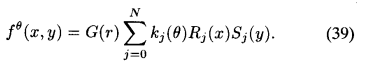 f^θ(x, y) = G(r) ∑_{j=0}^{N} k_j(θ)R_j(x)S_j(y). (39)